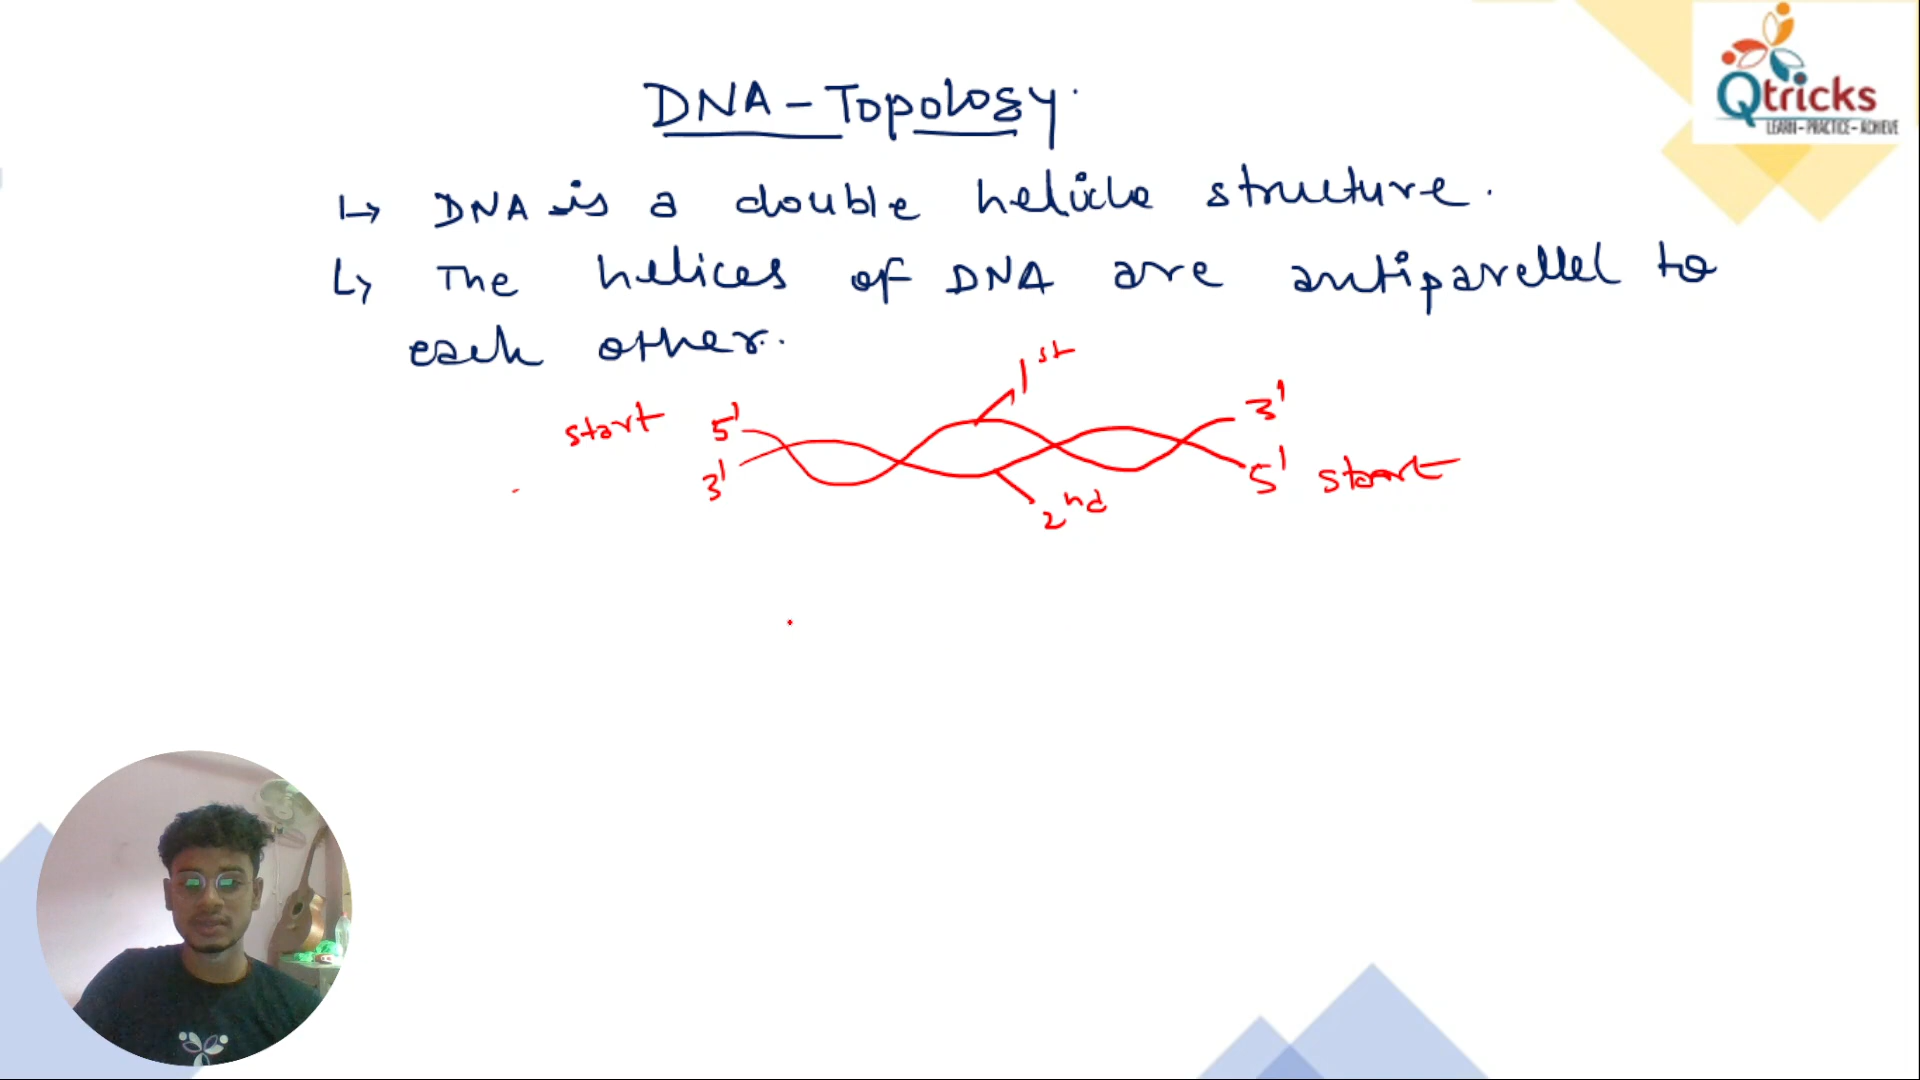 DNA - Topology.
Qtricks
LEARN - PRACTICE - ACHIEVE
↳ DNA is a double helicle structure.
↳ The helices of DNA are antiparellel to
each other.
1st
start 5' 3'
3' 5' start
2nd